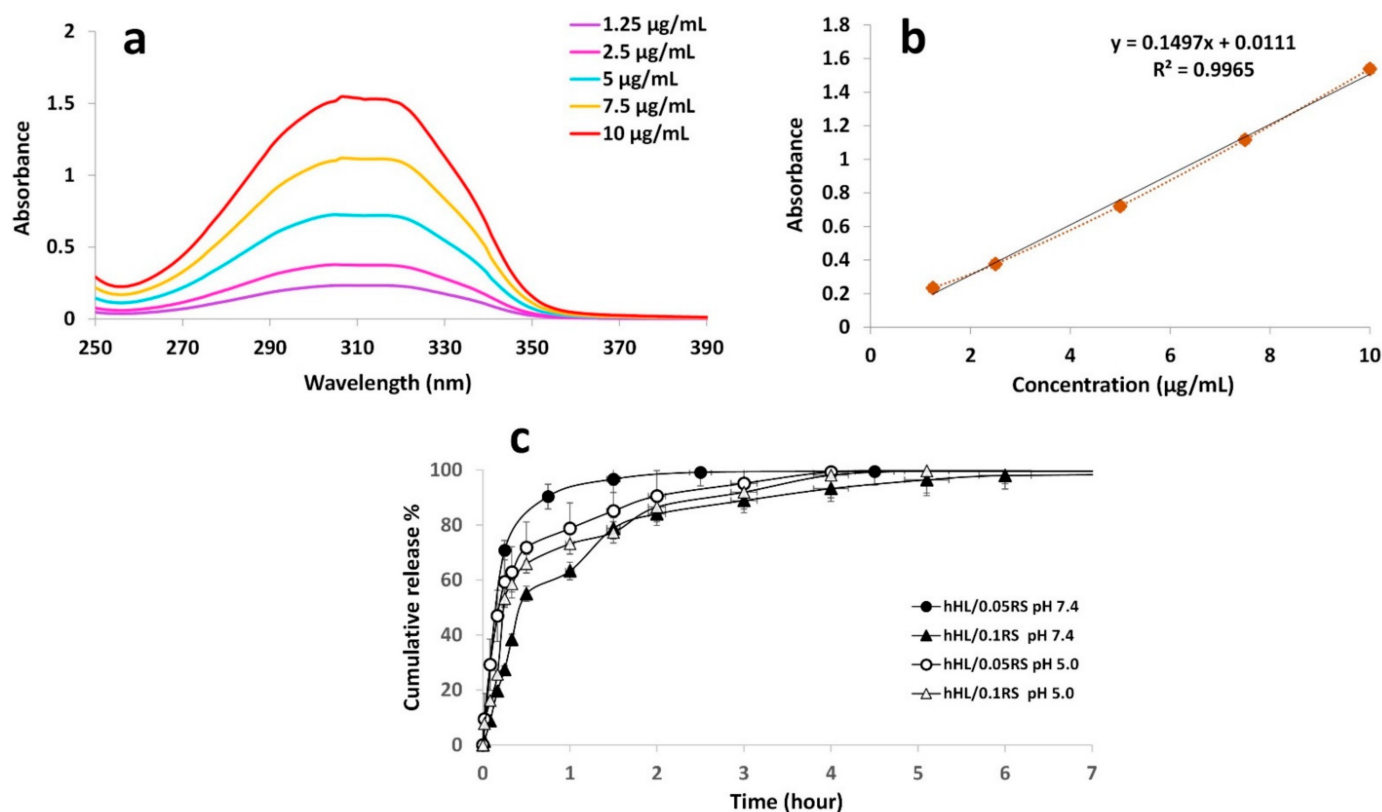 a
1.25 µg/mL
2.5 µg/mL
5 µg/mL
7.5 µg/mL
10 µg/mL
2
1.5
1
0.5
0
Absorbance
250 270 290 310 330 350 370 390
Wavelength (nm)
b
y = 0.1497x + 0.0111
R² = 0.9965
1.8
1.6
1.4
1.2
1
0.8
0.6
0.4
0.2
0
Absorbance
0 2 4 6 8 10
Concentration (µg/mL)
c
100
80
60
40
20
0
Cumulative release %
hHL/0.05RS pH 7.4
hHL/0.1RS pH 7.4
hHL/0.05RS pH 5.0
hHL/0.1RS pH 5.0
0 1 2 3 4 5 6 7
Time (hour)